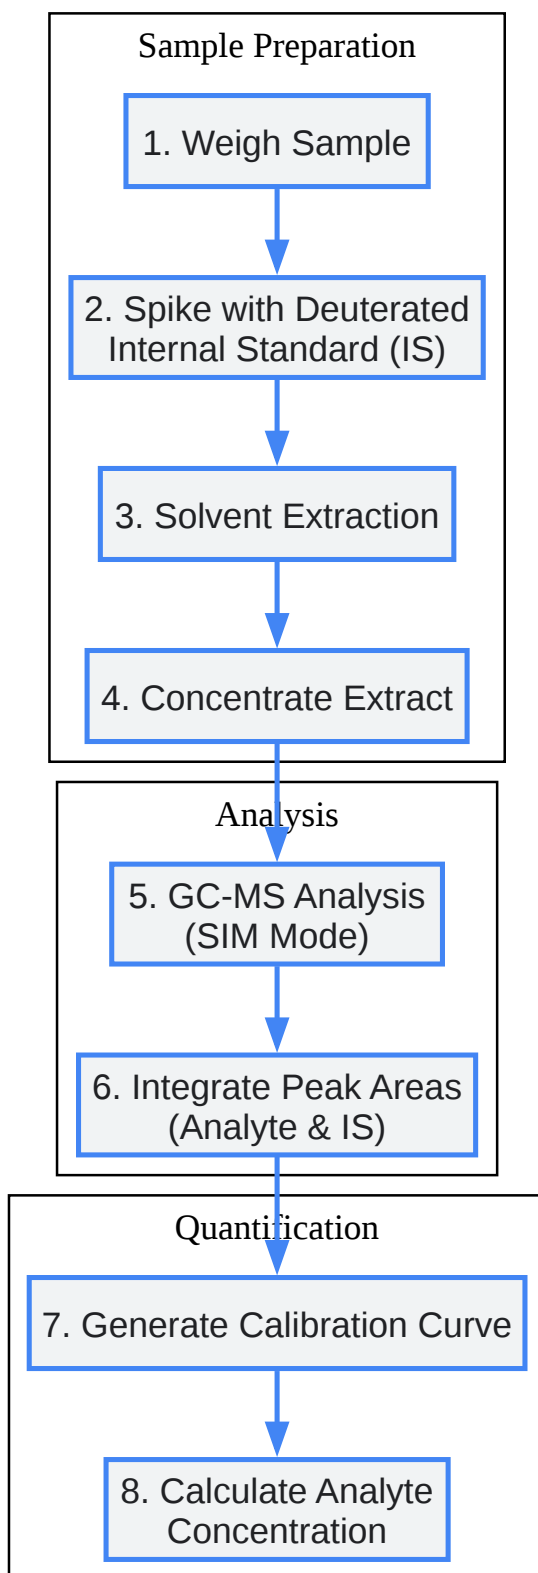 Sample Preparation
1. Weigh Sample
2. Spike with Deuterated
Internal Standard (IS)
3. Solvent Extraction
4. Concentrate Extract
Analysis
5. GC-MS Analysis
(SIM Mode)
6. Integrate Peak Areas
(Analyte & IS)
Quantification
7. Generate Calibration Curve
8. Calculate Analyte
Concentration